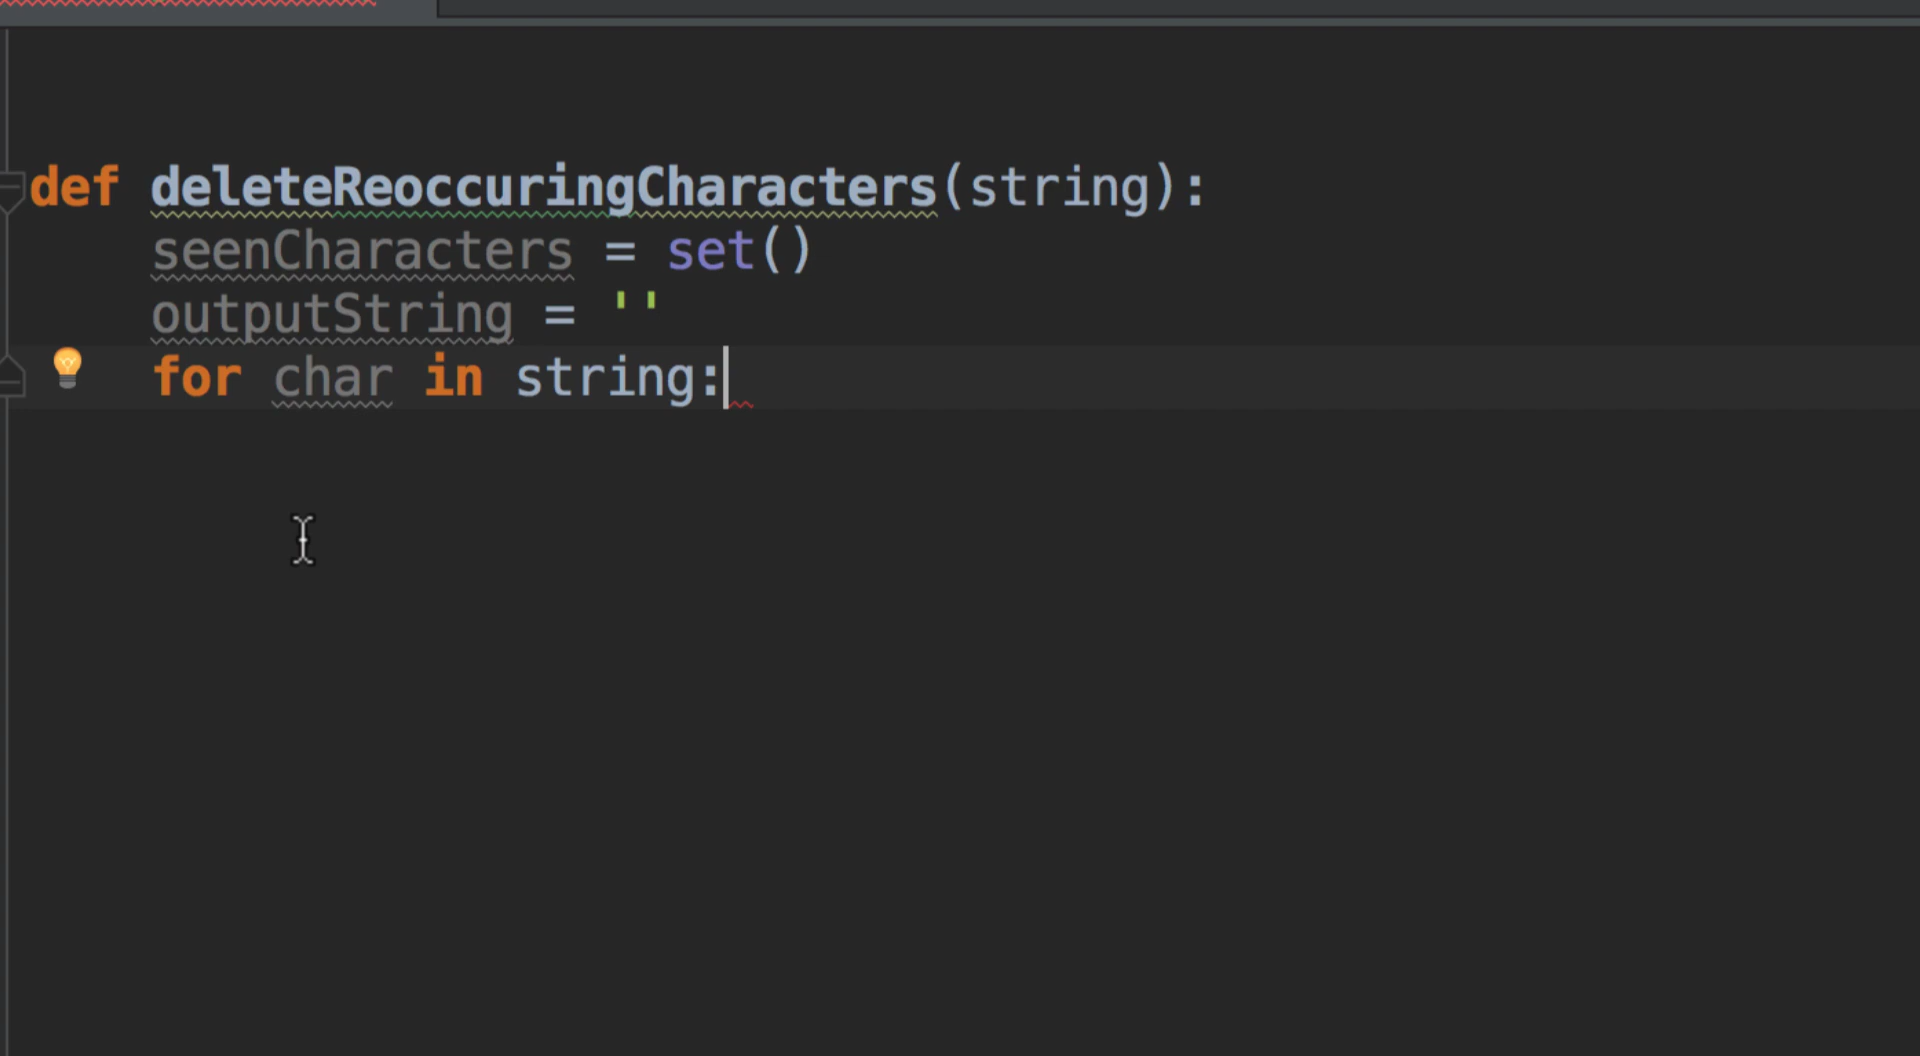 def deleteReoccuringCharacters(string):
    seenCharacters = set()
    outputString = ''
    for char in string: